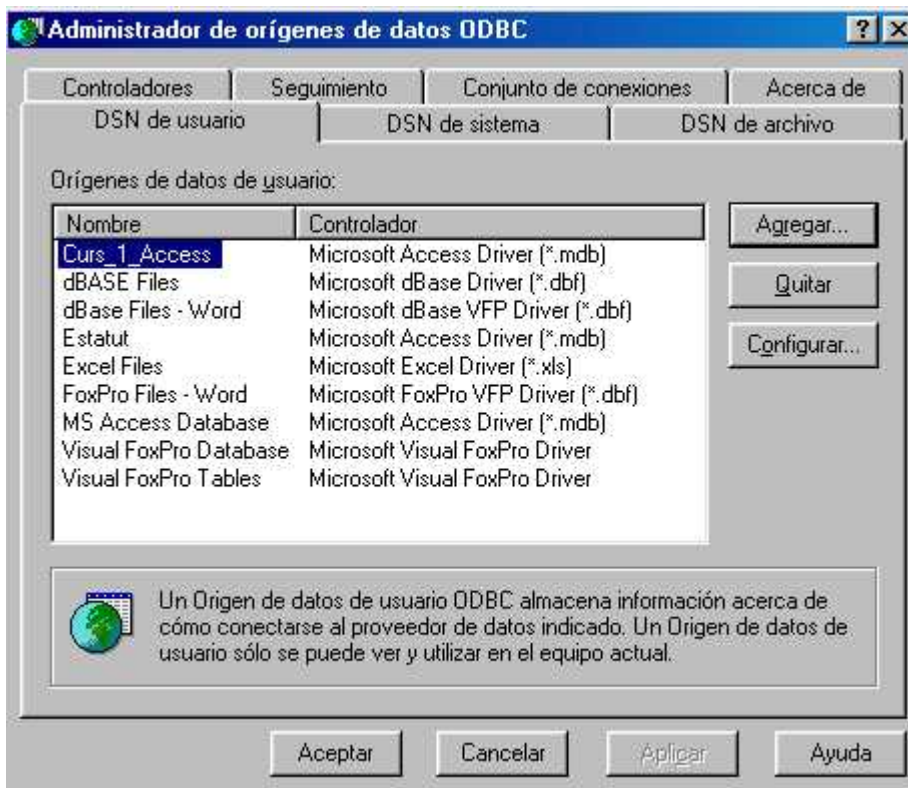 Administrador de orígenes de datos ODBC
Controladores Seguimiento Conjunto de conexiones Acerca de
DSN de usuario DSN de sistema DSN de archivo
Orígenes de datos de usuario:
Nombre Controlador
Curs_1_Access Microsoft Access Driver (*.mdb)
dBASE Files Microsoft dBase Driver (*.dbf)
dBase Files - Word Microsoft dBase VFP Driver (*.dbf)
Estatut Microsoft Access Driver (*.mdb)
Excel Files Microsoft Excel Driver (*.xls)
FoxPro Files - Word Microsoft FoxPro VFP Driver (*.dbf)
MS Access Database Microsoft Access Driver (*.mdb)
Visual FoxPro Database Microsoft Visual FoxPro Driver
Visual FoxPro Tables Microsoft Visual FoxPro Driver
Agregar...
Quitar
Configurar...
Un Origen de datos de usuario ODBC almacena información acerca de
cómo conectarse al proveedor de datos indicado. Un Origen de datos de
usuario sólo se puede ver y utilizar en el equipo actual.
Aceptar Cancelar Aplicar Ayuda